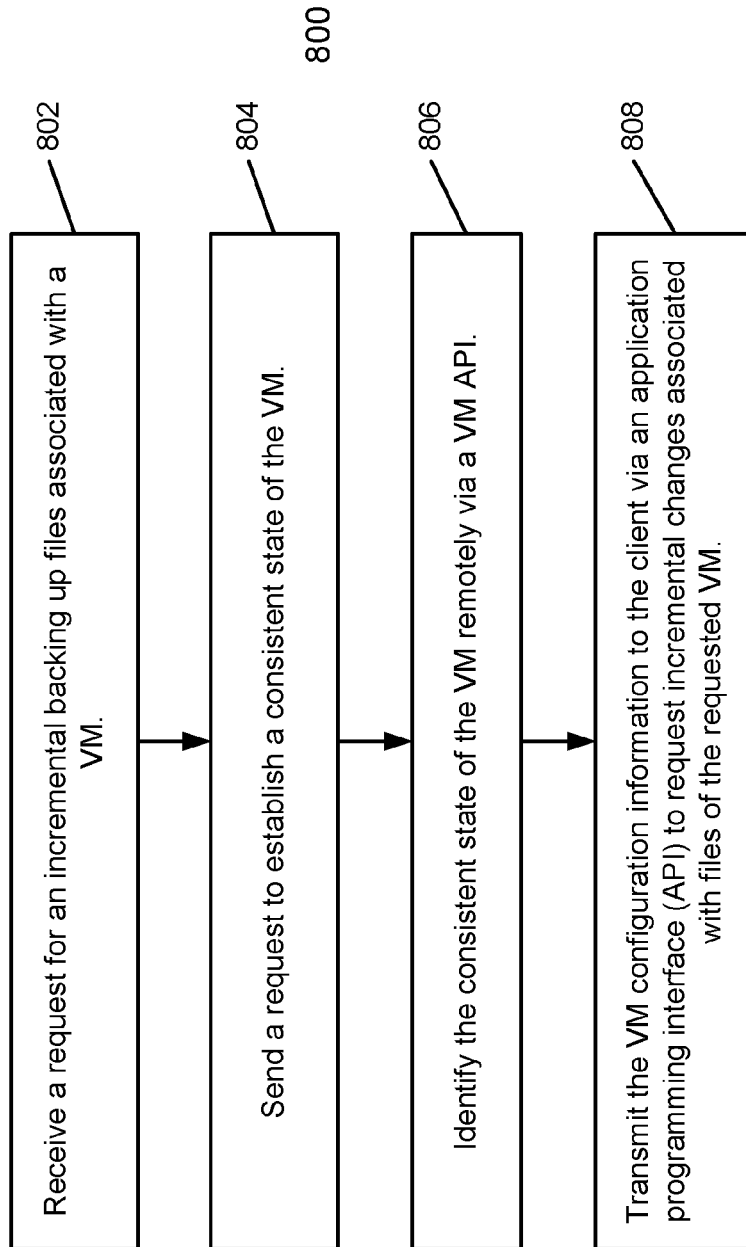 800
802
Receive a request for an incremental backing up files associated with a
VM.
804
Send a request to establish a consistent state of the VM.
806
Identify the consistent state of the VM remotely via a VM API.
808
Transmit the VM configuration information to the client via an application
programming interface (API) to request incremental changes associated
with files of the requested VM.